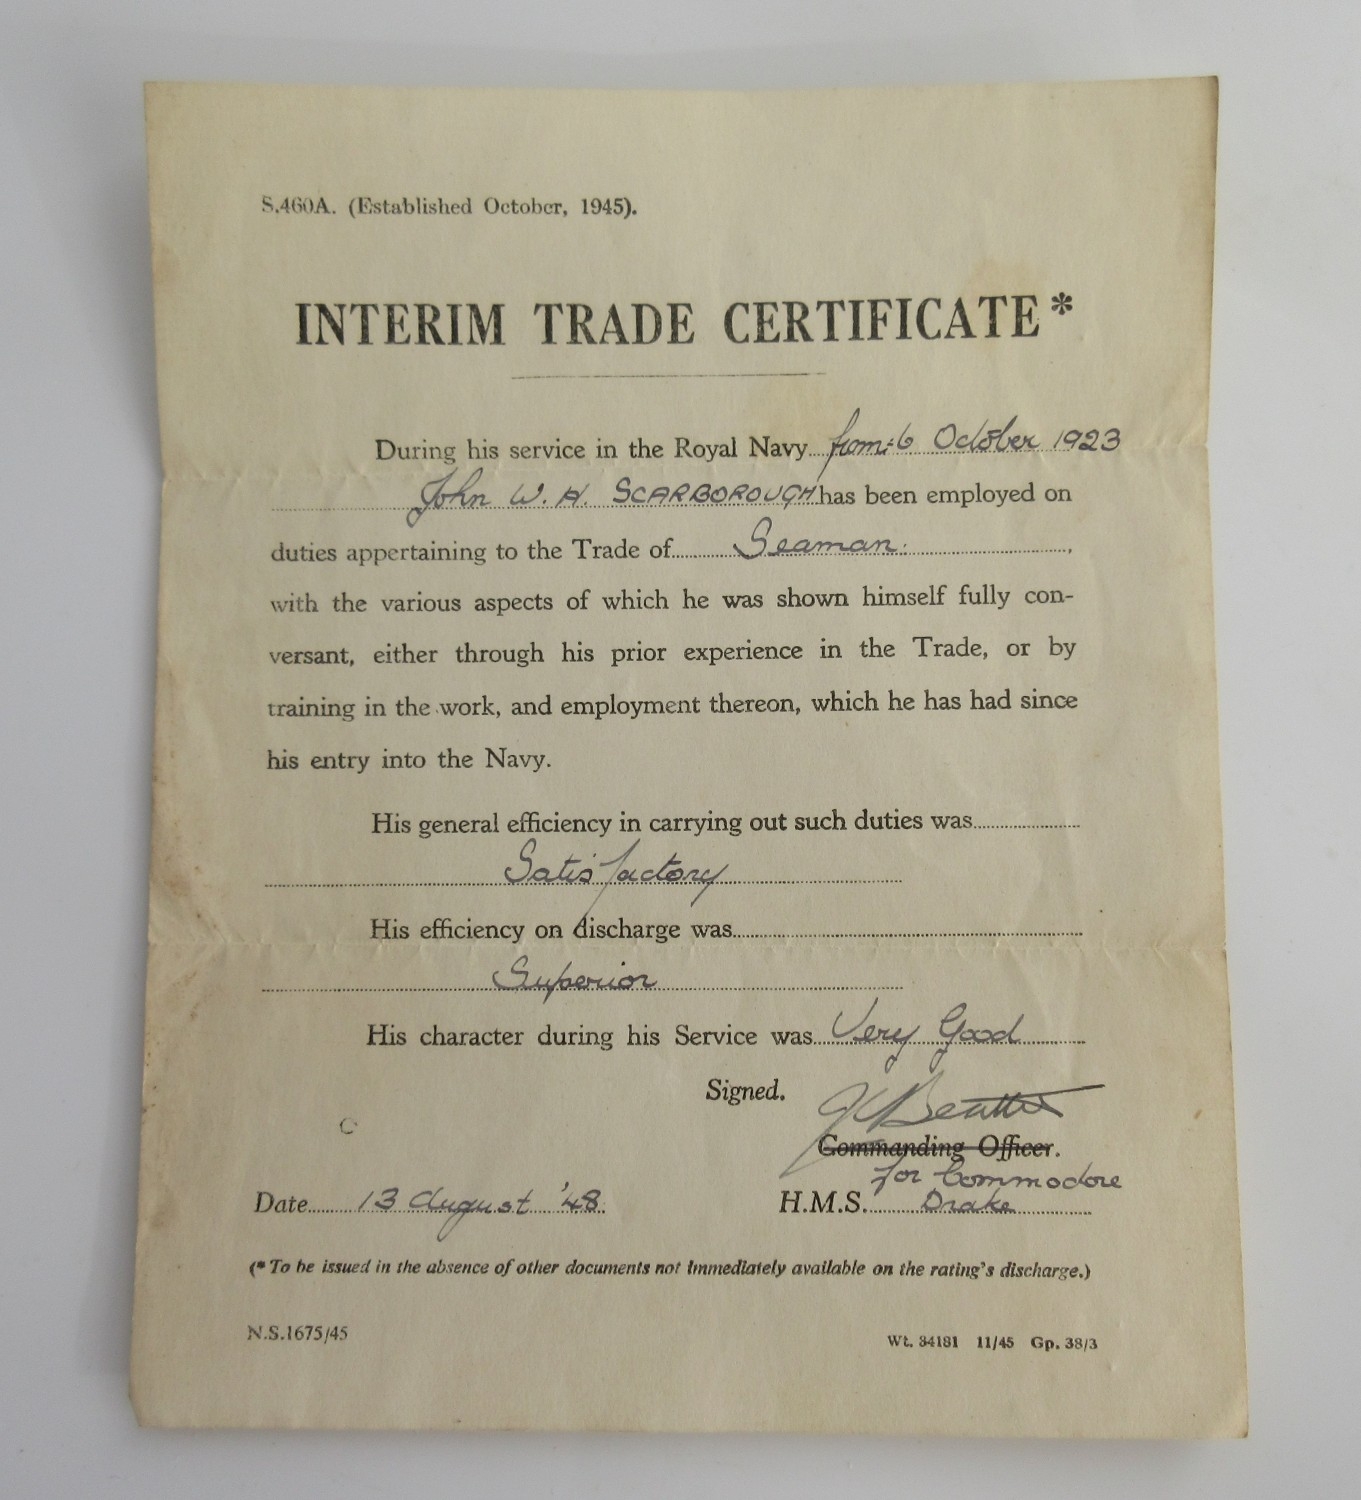 S.460A. (Established October, 1945).
INTERIM TRADE CERTIFICATE*
During his service in the Royal Navy from:- 6 October 1923
John W. H. SCARBOROUGH has been employed on
duties appertaining to the Trade of Seaman.
with the various aspects of which he was shown himself fully con-
versant, either through his prior experience in the Trade, or by
training in the work, and employment thereon, which he has had since
his entry into the Navy.
His general efficiency in carrying out such duties was
Satisfactory
His efficiency on discharge was
Superior
His character during his Service was Very Good
Signed.
Commanding Officer.
for Commodore
Date 13 August '48. H.M.S. Drake
(* To be issued in the absence of other documents not immediately available on the rating's discharge.)
N.S.1675/45
Wt. 34181 11/45 Gp. 38/3